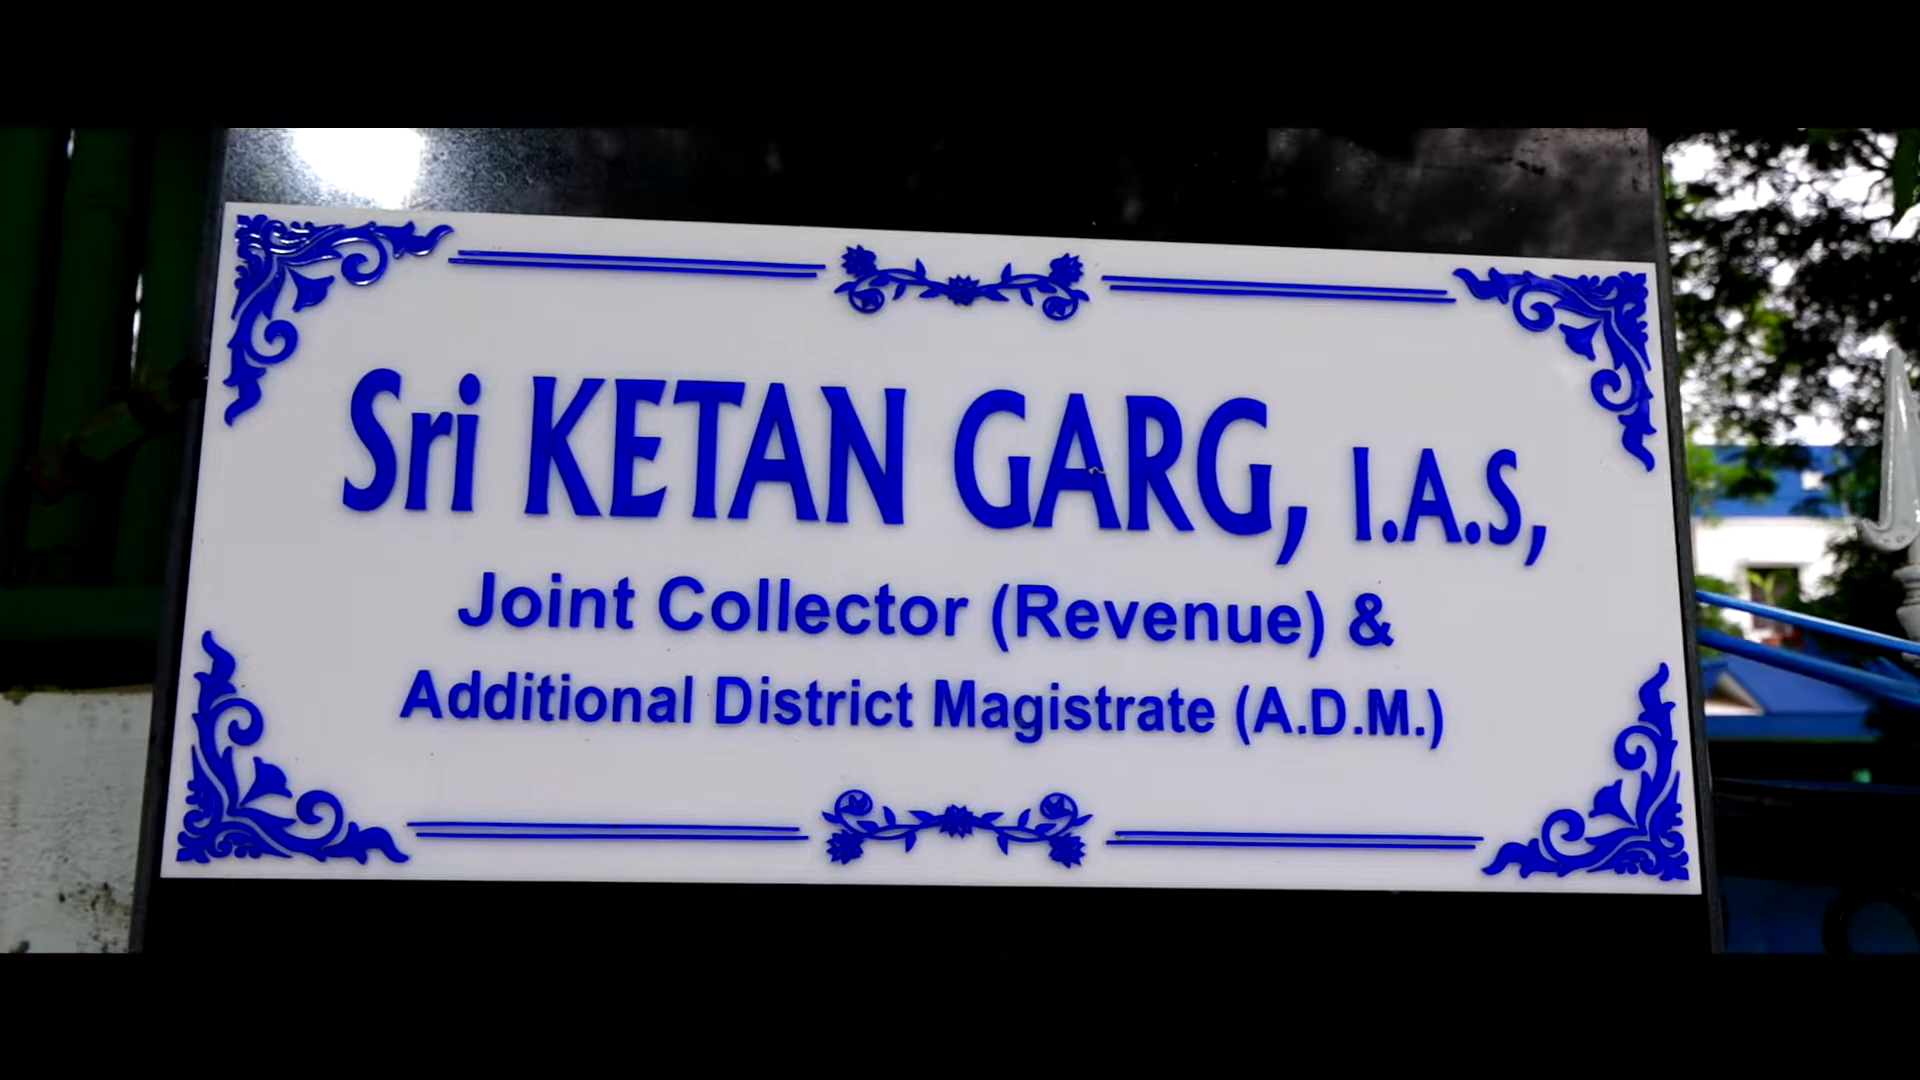 Sri KETAN GARG, I.A.S,
Joint Collector (Revenue) &
Additional District Magistrate (A.D.M.)